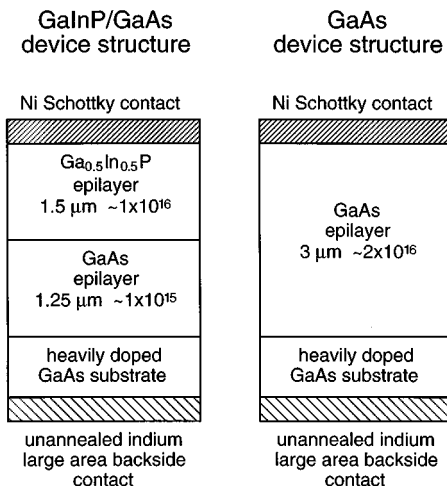 GaInP/GaAs
device structure
Ni Schottky contact
Ga₀.₅In₀.₅P
epilayer
1.5 μm ~1x10¹⁶
GaAs
epilayer
1.25 μm ~1x10¹⁵
heavily doped
GaAs substrate
unannealed indium
large area backside
contact
GaAs
device structure
Ni Schottky contact
GaAs
epilayer
3 μm ~2x10¹⁶
heavily doped
GaAs substrate
unannealed indium
large area backside
contact